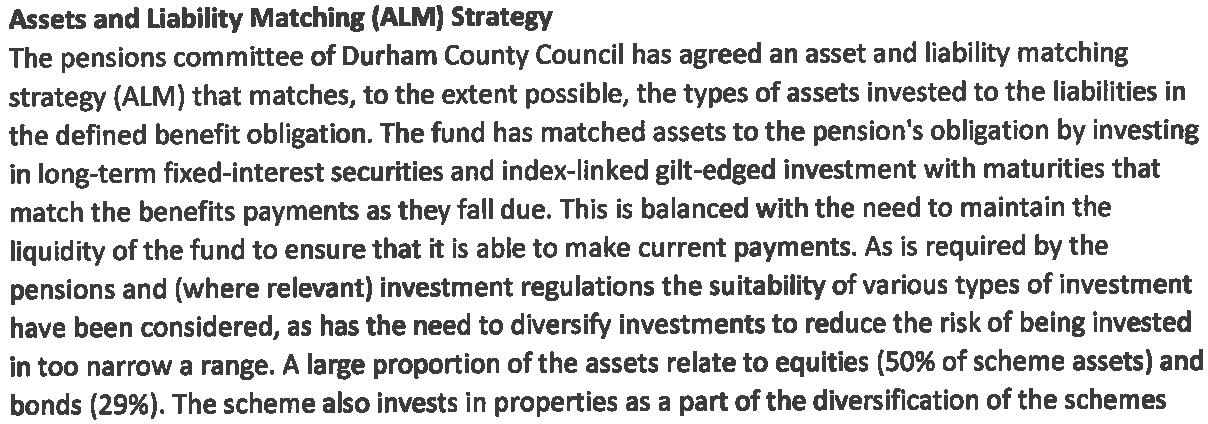 Assets and Liability Matching (ALM) Strategy
The pensions committee of Durham County Council has agreed an asset and liability matching
strategy (ALM) that matches, to the extent possible, the types of assets invested to the liabilities in
the defined benefit obligation. The fund has matched assets to the pension's obligation by investing
in long-term fixed-interest securities and index-linked gilt-edged investment with maturities that
match the benefits payments as they fall due. This is balanced with the need to maintain the
liquidity of the fund to ensure that it is able to make current payments. As is required by the
pensions and (where relevant) investment regulations the suitability of various types of investment
have been considered, as has the need to diversify investments to reduce the risk of being invested
in too narrow a range. A large proportion of the assets relate to equities (50% of scheme assets) and
bonds (29%). The scheme also invests in properties as a part of the diversification of the schemes